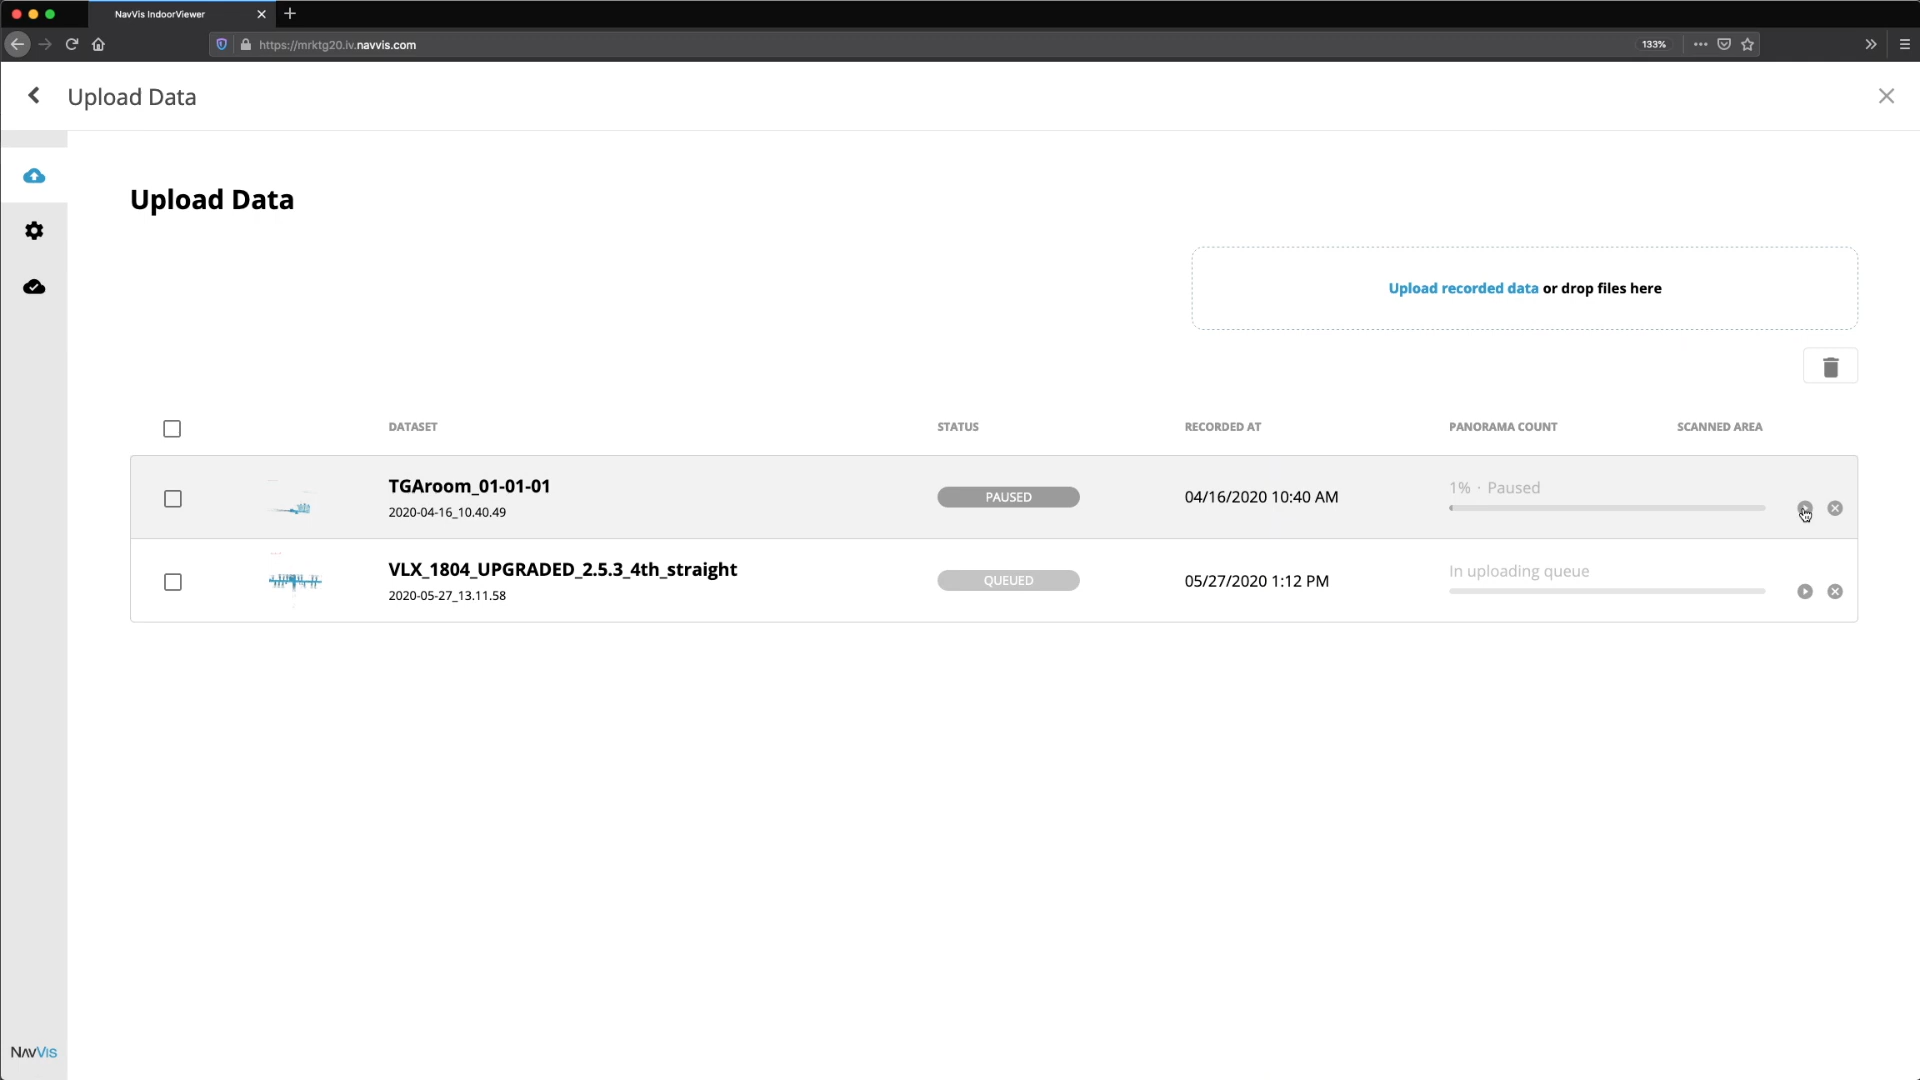 NavVis IndoorViewer
https://mrktg20.iv.navvis.com
133%
Upload Data
Upload Data
Upload recorded data or drop files here
DATASET STATUS RECORDED AT PANORAMA COUNT SCANNED AREA
TGAroom_01-01-01
2020-04-16_10.40.49
PAUSED
04/16/2020 10:40 AM
1% · Paused
VLX_1804_UPGRADED_2.5.3_4th_straight
2020-05-27_13.11.58
QUEUED
05/27/2020 1:12 PM
In uploading queue
NavVis